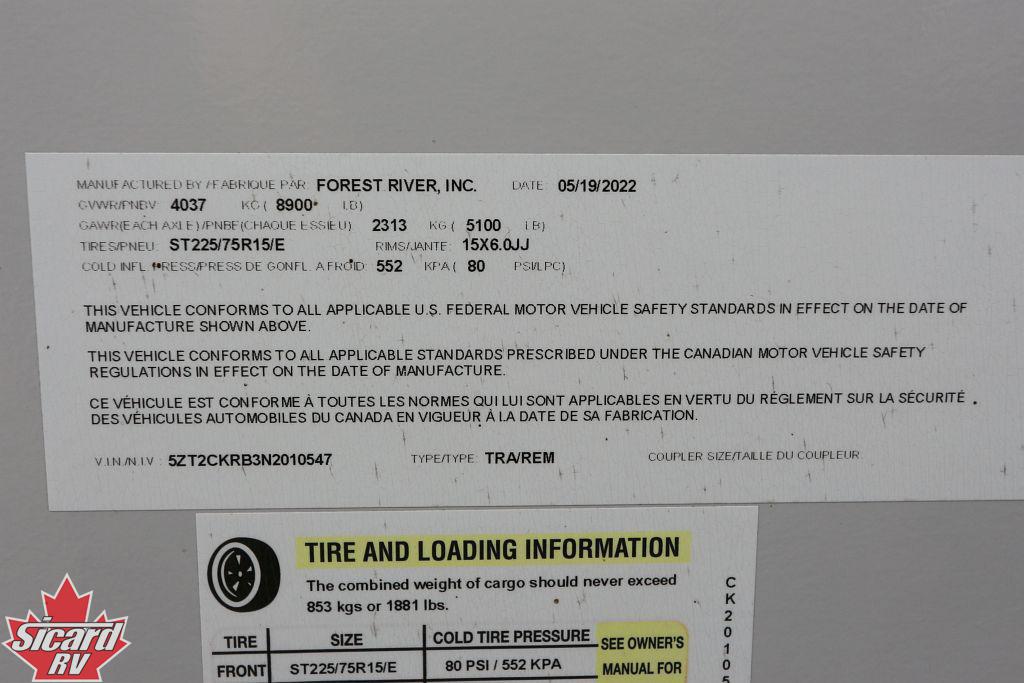 MANUFACTURED BY /FABRIQUE PAR: FOREST RIVER, INC. DATE: 05/19/2022
GVWR/PNBV: 4037 KG ( 8900 LB)
GAWR(EACH AXLE)/PNBE(CHAQUE ESSIEU) 2313 KG ( 5100 LB)
TIRES/PNEU: ST225/75R15/E RIMS/JANTE: 15X6.0JJ
COLD INFL. PRESS/PRESS DE GONFL. A FROID: 552 KPA ( 80 PSI/LPC)
THIS VEHICLE CONFORMS TO ALL APPLICABLE U.S. FEDERAL MOTOR VEHICLE SAFETY STANDARDS IN EFFECT ON THE DATE OF
MANUFACTURE SHOWN ABOVE.
THIS VEHICLE CONFORMS TO ALL APPLICABLE STANDARDS PRESCRIBED UNDER THE CANADIAN MOTOR VEHICLE SAFETY
REGULATIONS IN EFFECT ON THE DATE OF MANUFACTURE.
CE VÉHICULE EST CONFORME À TOUTES LES NORMES QUI LUI SONT APPLICABLES EN VERTU DU RÈGLEMENT SUR LA SÉCURITÉ
DES VÉHICULES AUTOMOBILES DU CANADA EN VIGUEUR À LA DATE DE SA FABRICATION.
V.I.N./N.I.V.: 5ZT2CKRB3N2010547 TYPE/TYPE: TRA/REM COUPLER SIZE/TAILLE DU COUPLEUR:
TIRE AND LOADING INFORMATION
The combined weight of cargo should never exceed
853 kgs or 1881 lbs.
TIRE SIZE COLD TIRE PRESSURE SEE OWNER'S
FRONT ST225/75R15/E 80 PSI / 552 KPA MANUAL FOR
CK20105
Sicard
RV